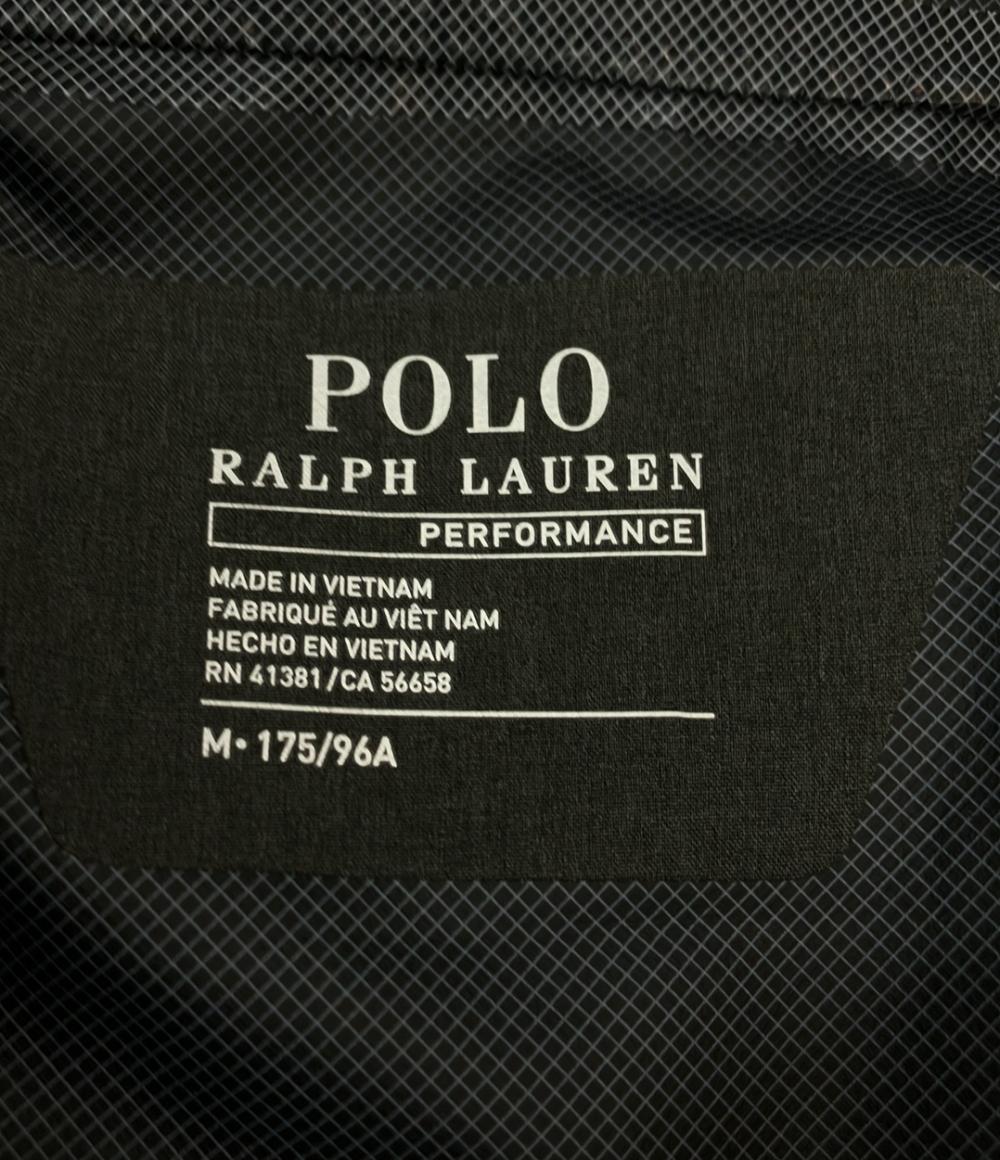 POLO
RALPH LAUREN
PERFORMANCE
MADE IN VIETNAM
FABRIQUÉ AU VIÊT NAM
HECHO EN VIETNAM
RN 41381/CA 56658
M• 175/96A